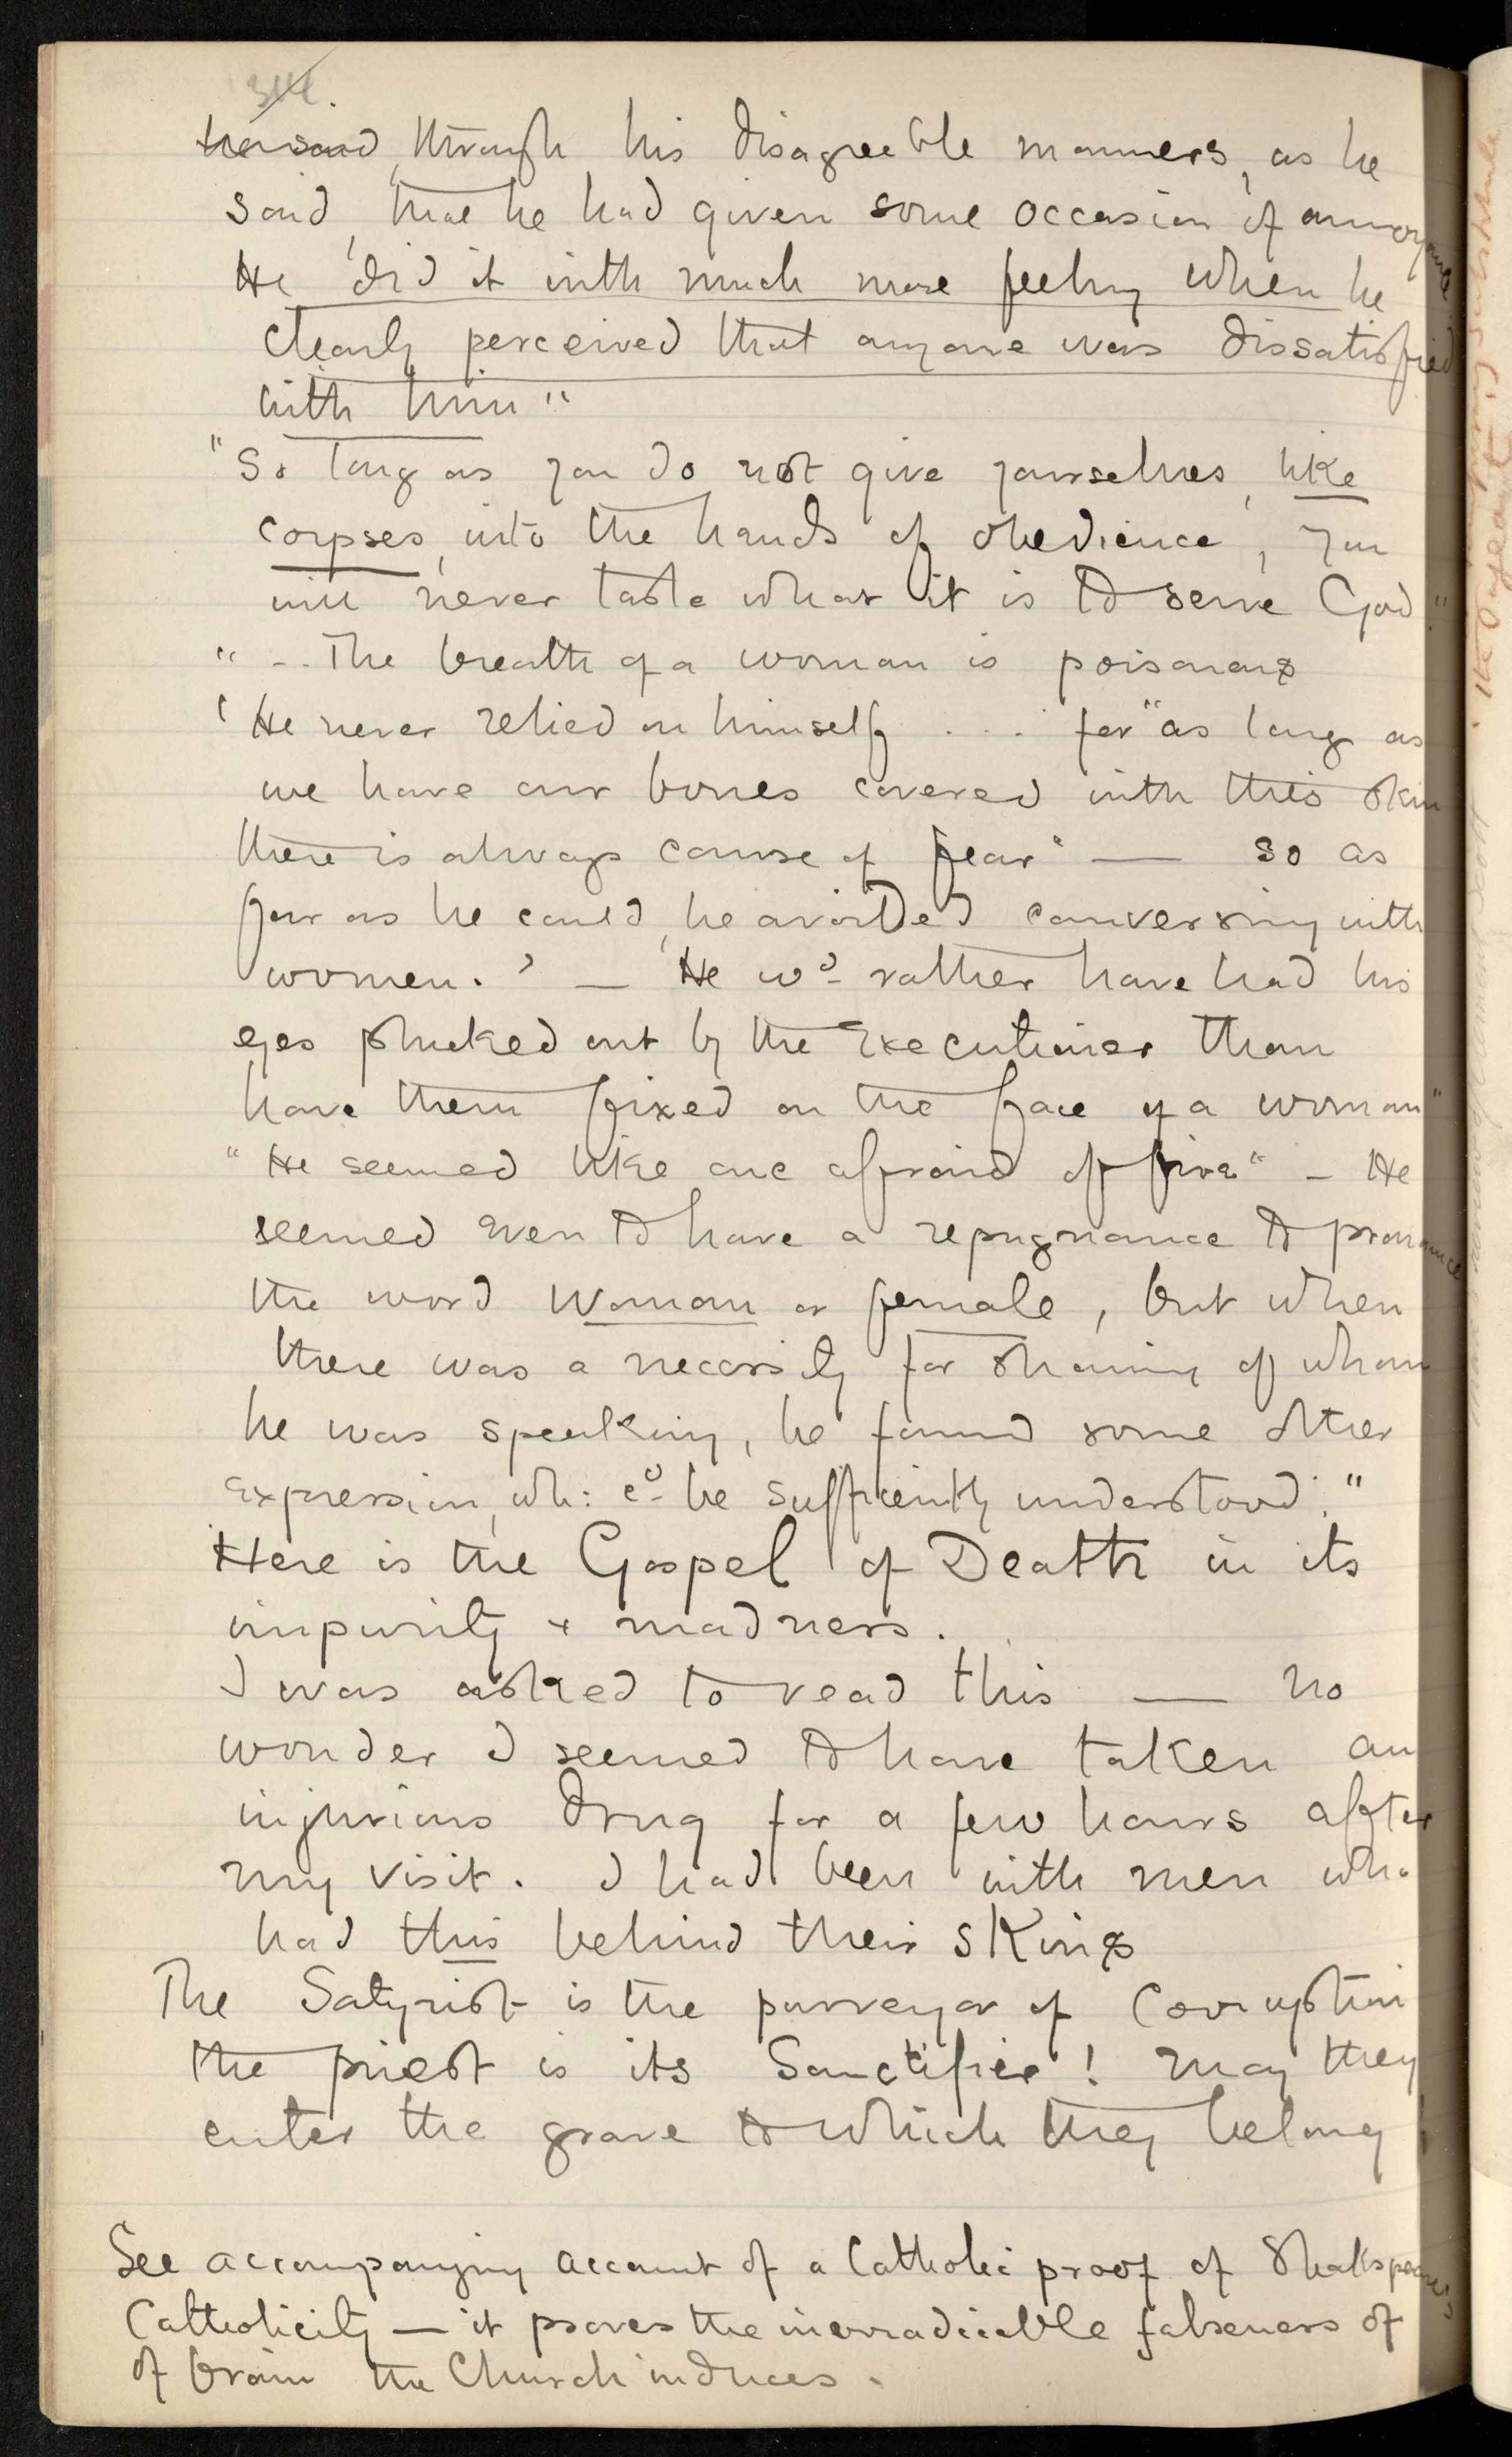 he said, through his disagreeable manners, as he
said, that he had given some occasion of annoyance
He did it with much more feeling when he
clearly perceived that anyone was dissatisfied
with him"
"So long as you do not give yourselves, like
corpses, into the hands of obedience, you
will never taste what it is to serve God."
" .. The breath of a woman is poisonous
'He never relied on himself . . . for "as long as
we have our bones covered with this skin
there is always cause of fear" — so as
far as he could, he avoided conversing with
women.' — He wd rather have had his
eyes plucked out by the Executioner than
have them fixed on the face of a woman"
"He seemed like one afraid of fire" – He
seemed even to have a repugnance to pronounce
the word woman or female, but when
there was a necessity for showing of whom
he was speaking, he found some other
expression, wh: cd be sufficiently understood."
Here is the Gospel of Death in its
impurity & madness.
I was asked to read this — no
wonder I seemed to have taken an
injurious drug for a few hours after
my visit. I had been with men who
had this behind their skins
The Satyrist is the purveyor of Corruption
the priest is its Sanctifier! May they
enter the grave to which they belong
See accompanying account of a Catholic proof of Shakspeare's
Catholicity — it proves the inerradicable falseness of
of brain the Church induces.